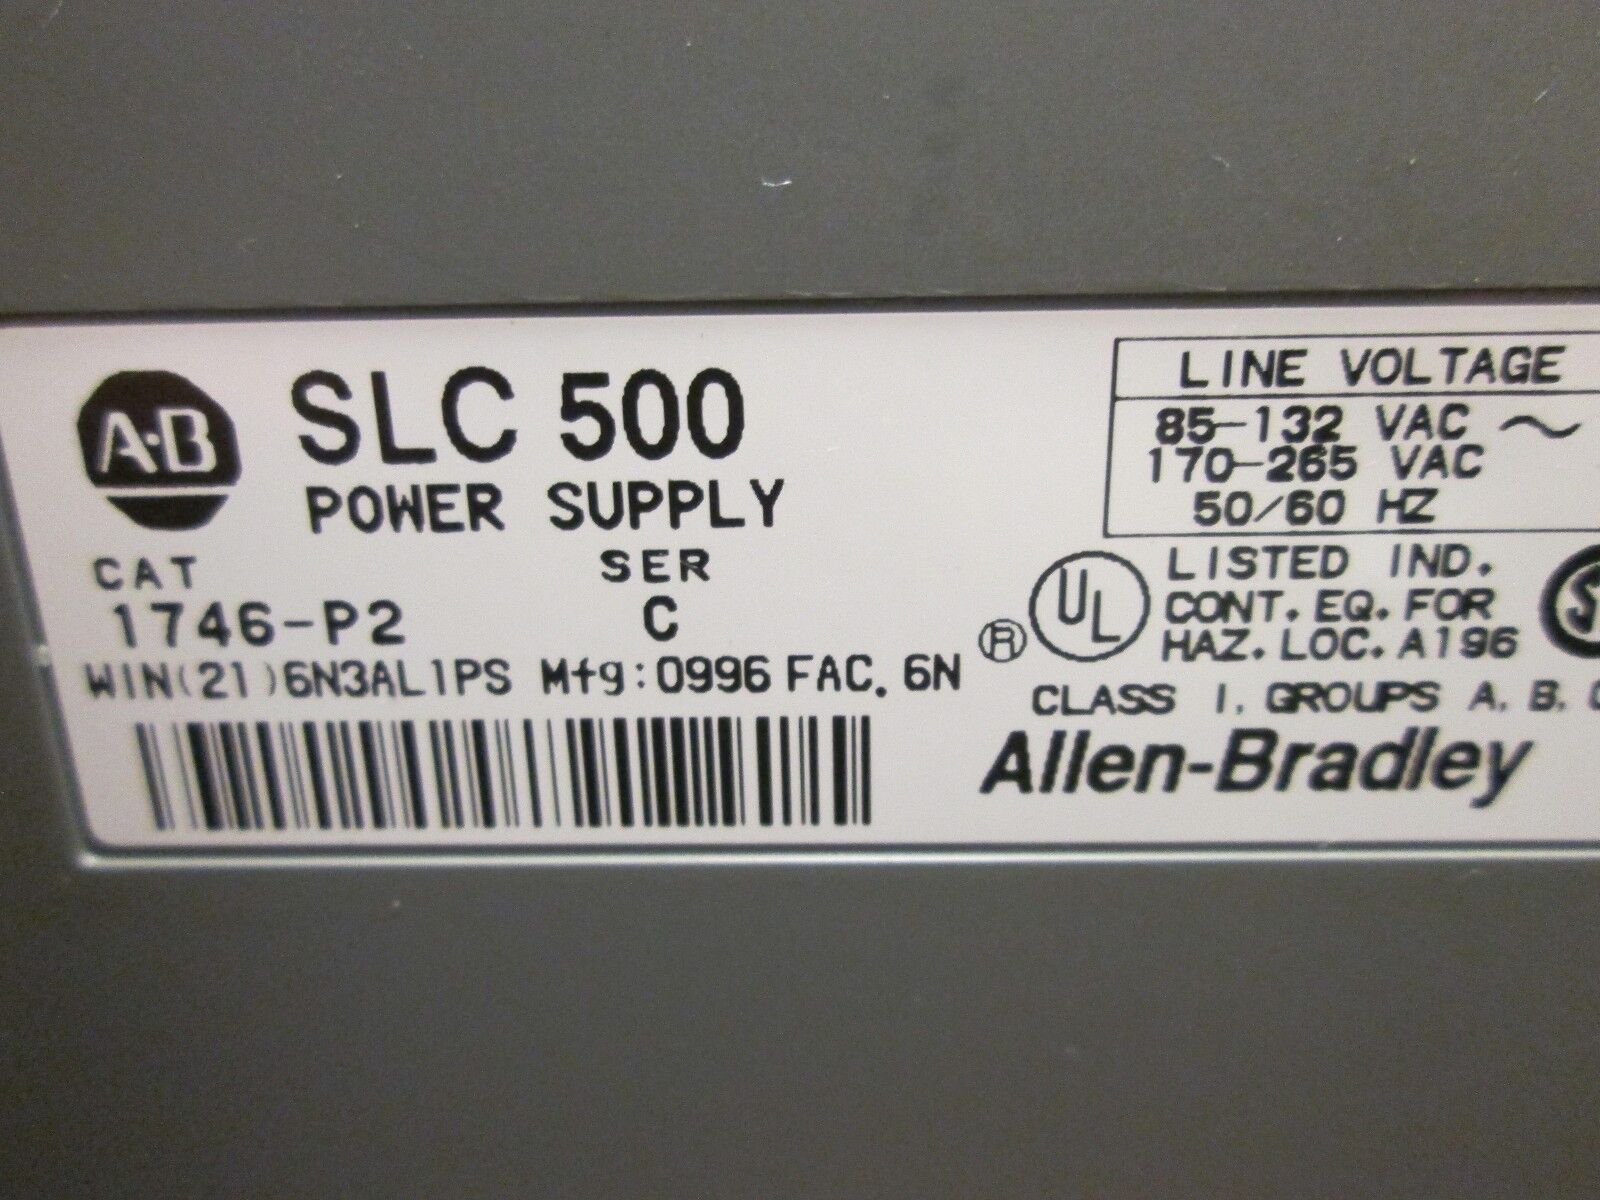 A·B
SLC 500
POWER SUPPLY
CAT
1746-P2
SER
C
WIN(21)6N3AL1PS Mfg:0996 FAC. 6N
LINE VOLTAGE
85-132 VAC ~
170-265 VAC
50/60 HZ
®
UL
LISTED IND.
CONT. EQ. FOR
HAZ. LOC. A196
CLASS I, GROUPS A, B,
Allen-Bradley